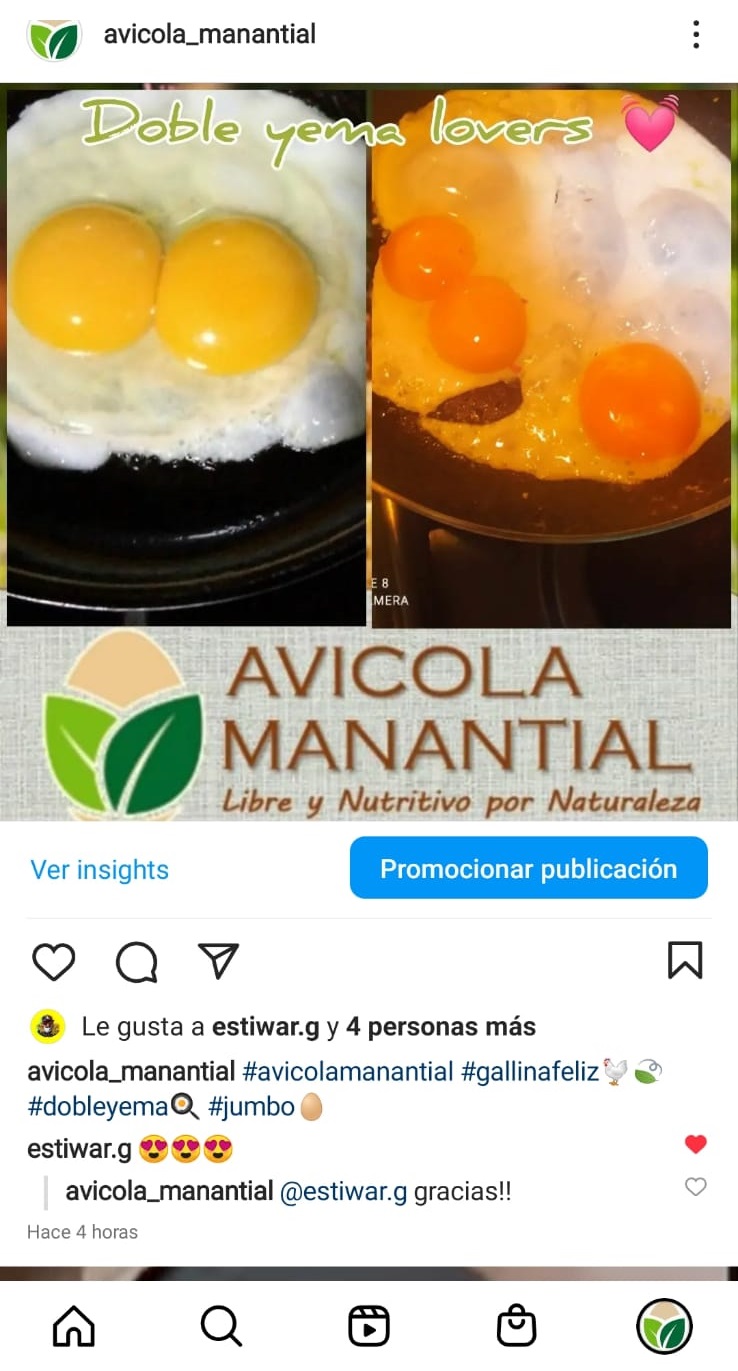 avicola_manantial
Doble yema lovers 💓
E 8
MERA
AVICOLA
MANANTIAL
Libre y Nutritivo por Naturaleza
Ver insights
Promocionar publicación
Le gusta a estiwar.g y 4 personas más
avicola_manantial #avicolamanantial #gallinafeliz🐓🍃
#dobleyema🍳 #jumbo🥚
estiwar.g 😍😍😍
avicola_manantial @estiwar.g gracias!!
Hace 4 horas